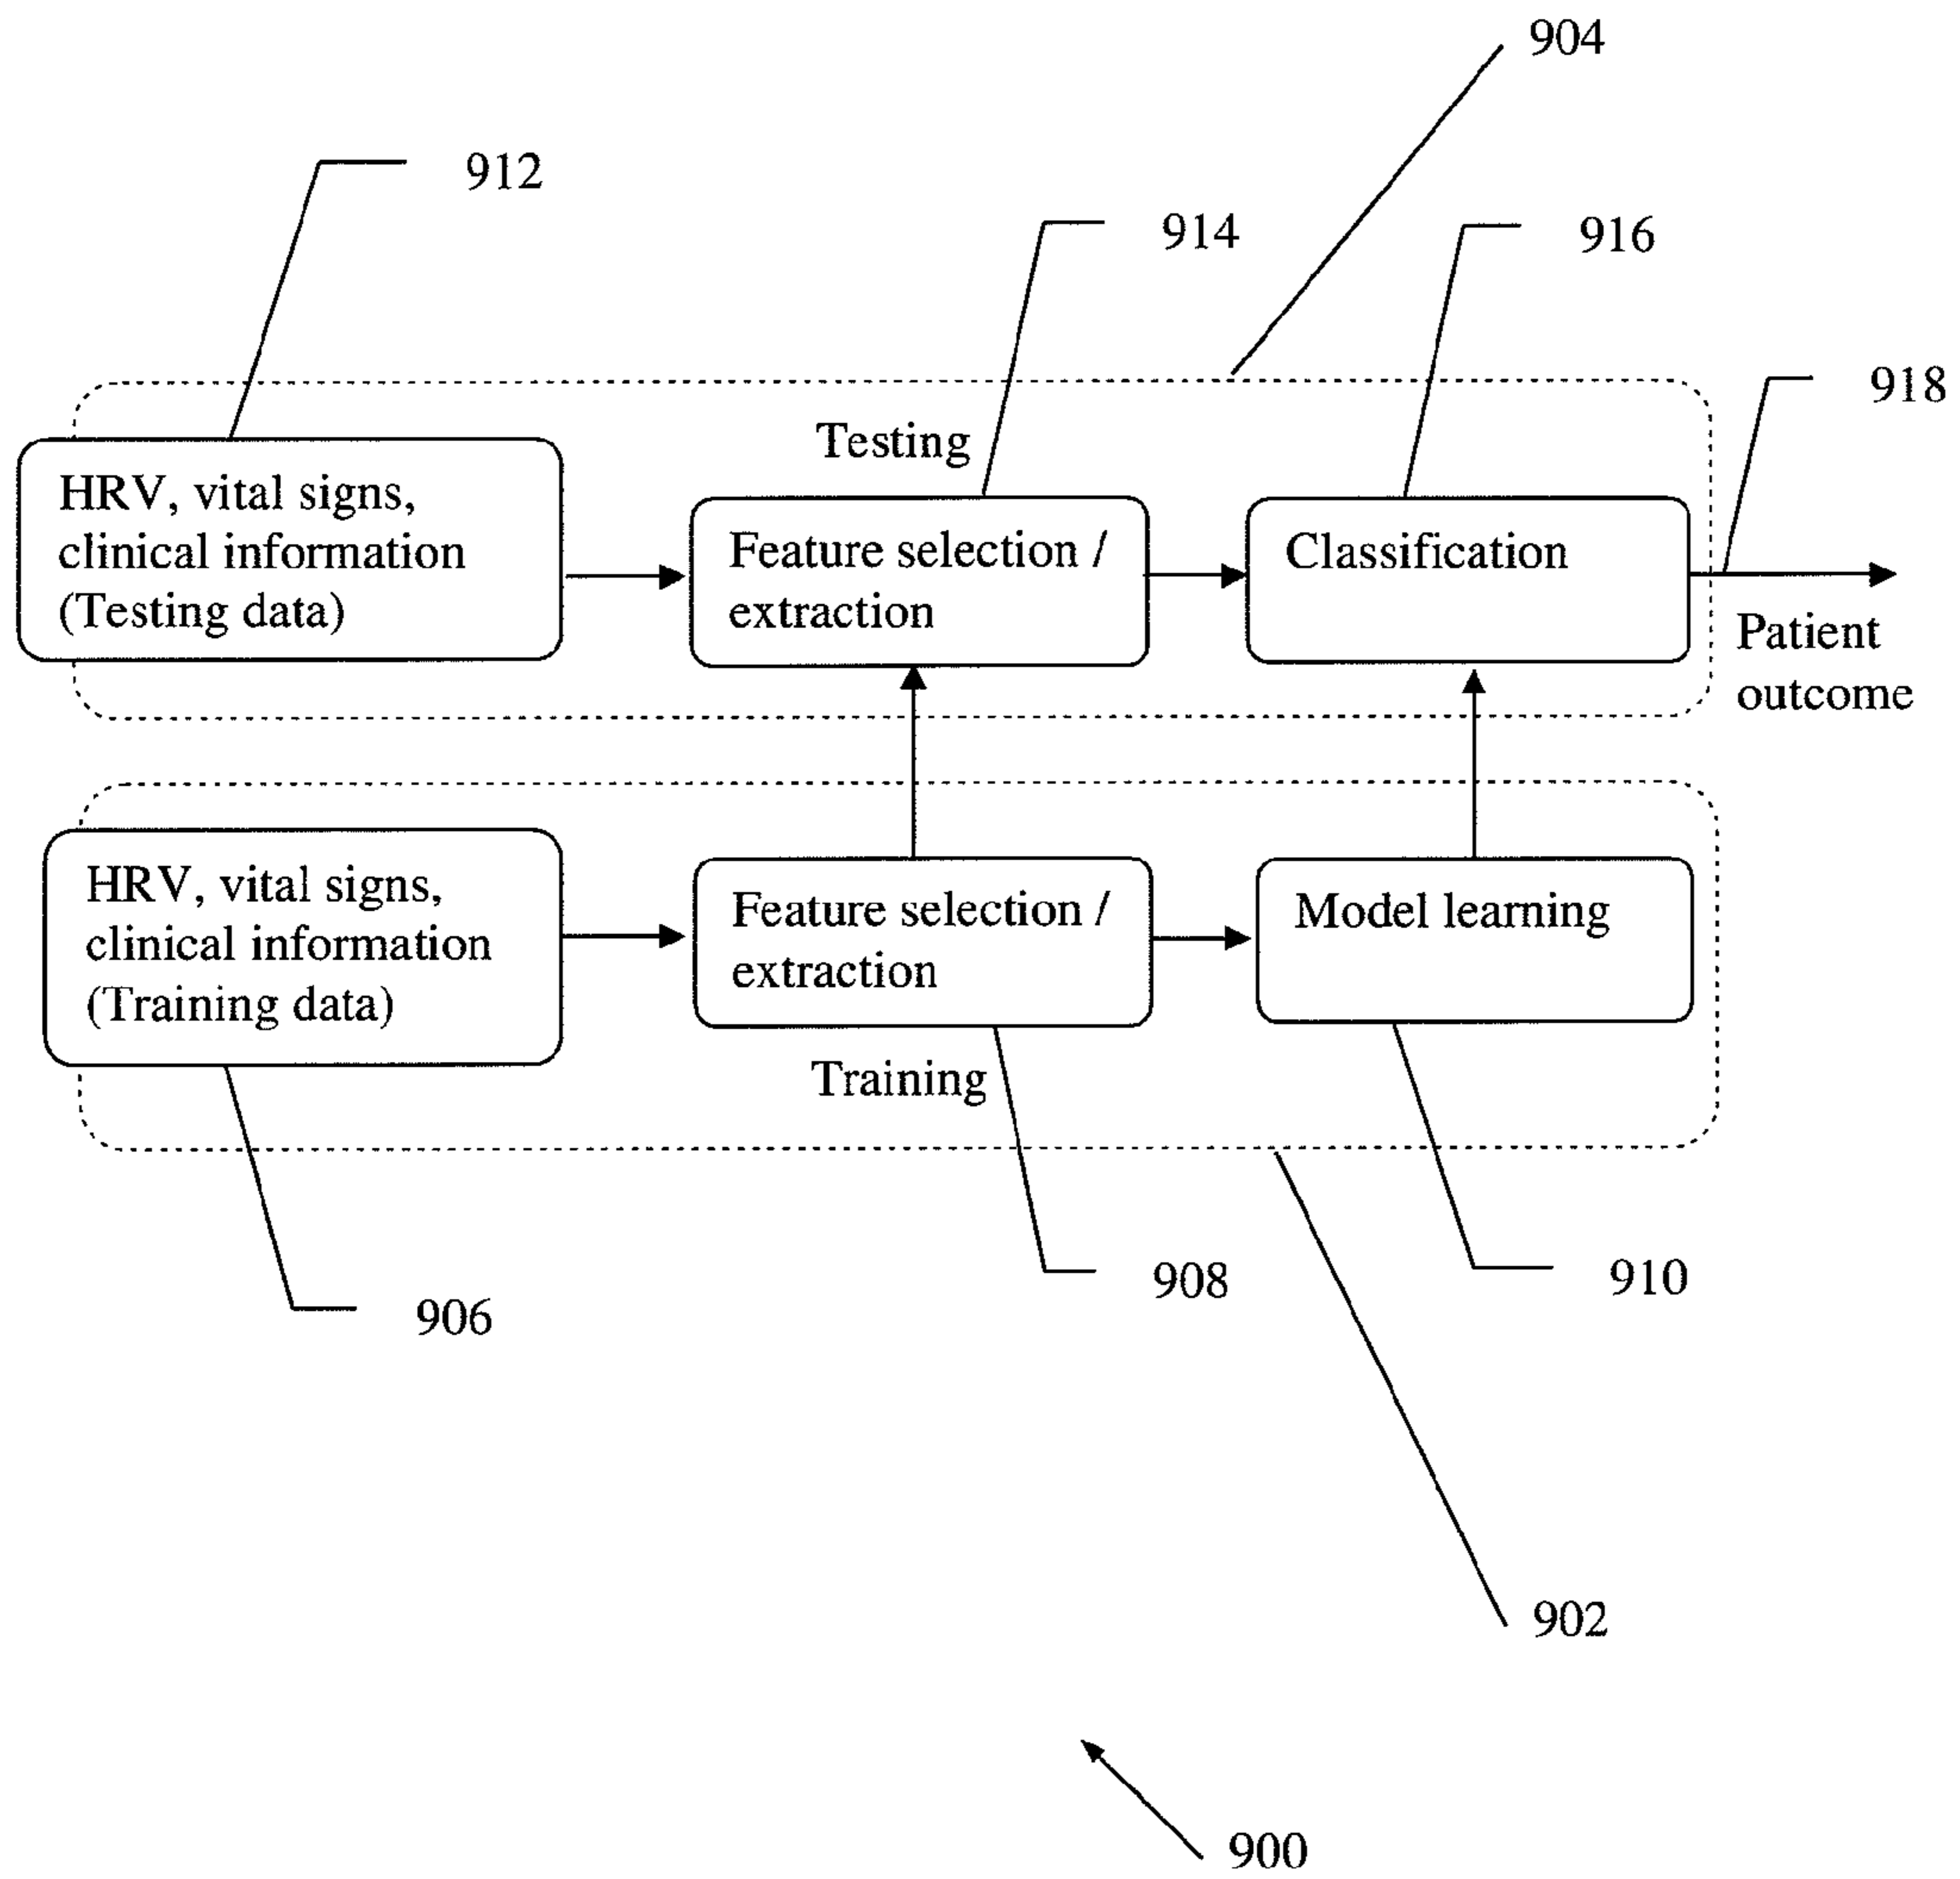 904
912
914
916
918
Testing
HRV, vital signs,
clinical information
(Testing data)
Feature selection /
extraction
Classification
Patient
outcome
HRV, vital signs,
clinical information
(Training data)
Feature selection /
extraction
Model learning
Training
906
908
910
902
900